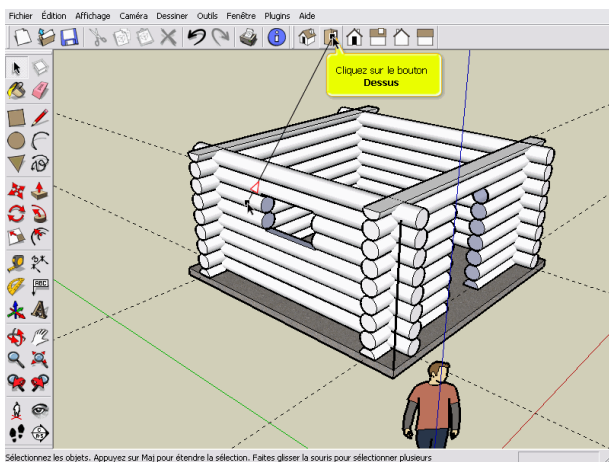 Fichier Édition Affichage Caméra Dessiner Outils Fenêtre Plugins Aide
Cliquez sur le bouton
Dessus
ABC
Sélectionnez les objets. Appuyez sur Maj pour étendre la sélection. Faites glisser la souris pour sélectionner plusieurs